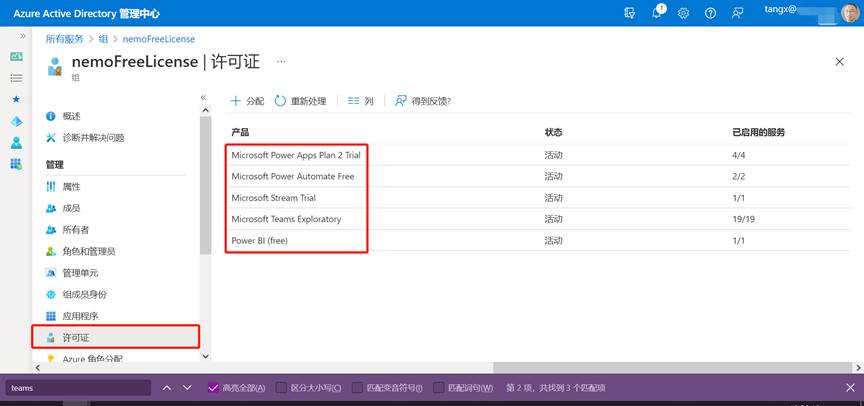 Azure Active Directory 管理中心
1
tangx@
所有服务 > 组 > nemoFreeLicense
nemoFreeLicense | 许可证 ...
组
分配 重新处理 列 得到反馈?
概述
诊断并解决问题
管理
属性
成员
所有者
角色和管理员
管理单元
组成员身份
应用程序
许可证
Azure 角色分配
产品 状态 已启用的服务
Microsoft Power Apps Plan 2 Trial 活动 4/4
Microsoft Power Automate Free 活动 2/2
Microsoft Stream Trial 活动 1/1
Microsoft Teams Exploratory 活动 19/19
Power BI (free) 活动 1/1
teams 高亮全部(A) 区分大小写(C) 匹配变音符号(I) 匹配词句(W) 第 2 项，共找到 3 个匹配项